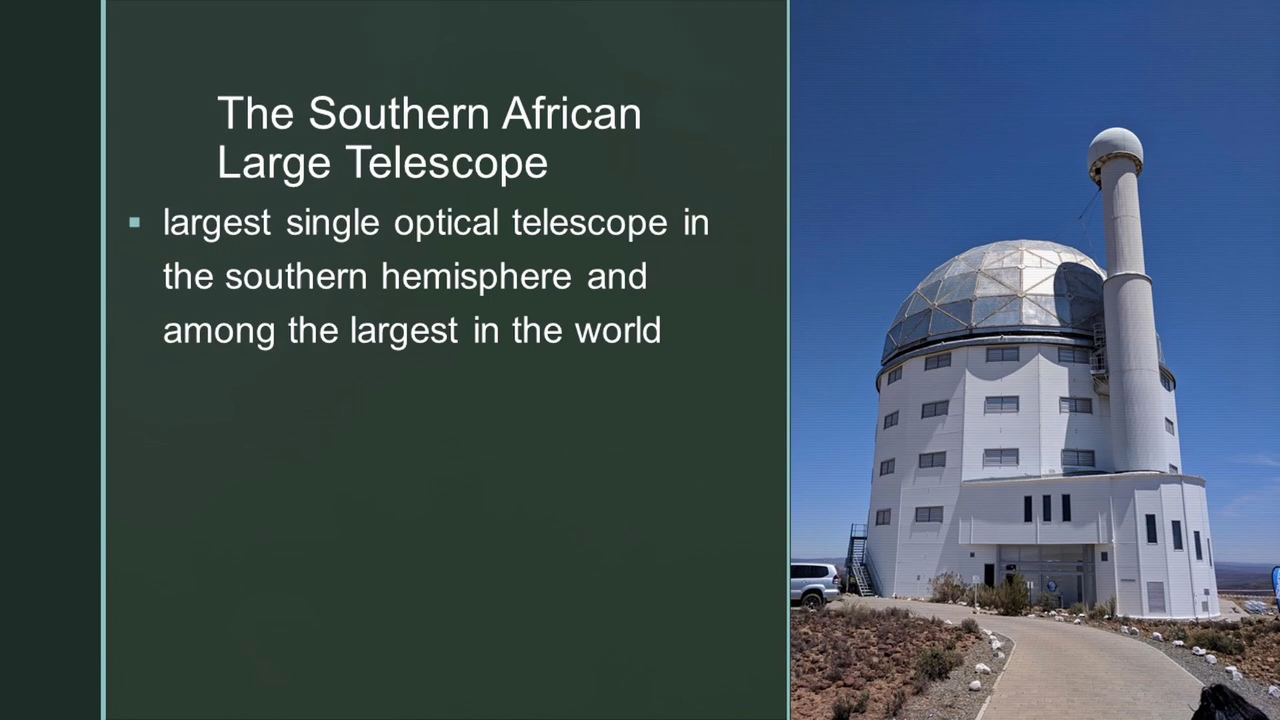 The Southern African
Large Telescope
largest single optical telescope in
the southern hemisphere and
among the largest in the world